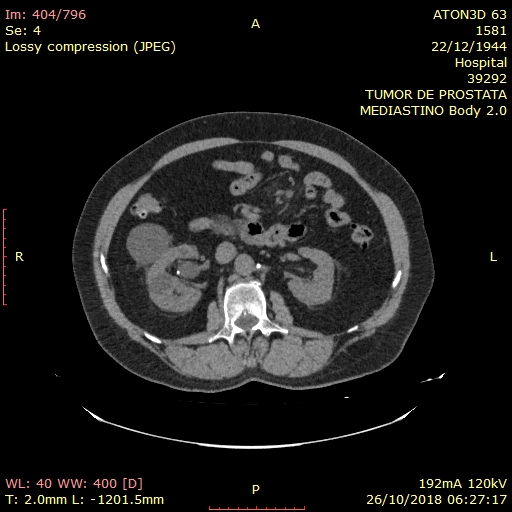 Im: 404/796
Se: 4
Lossy compression (JPEG)
A
ATON3D 63
1581
22/12/1944
Hospital
39292
TUMOR DE PROSTATA
MEDIASTINO Body 2.0
R
L
WL: 40 WW: 400 [D]
T: 2.0mm L: -1201.5mm
P
192mA 120kV
26/10/2018 06:27:17